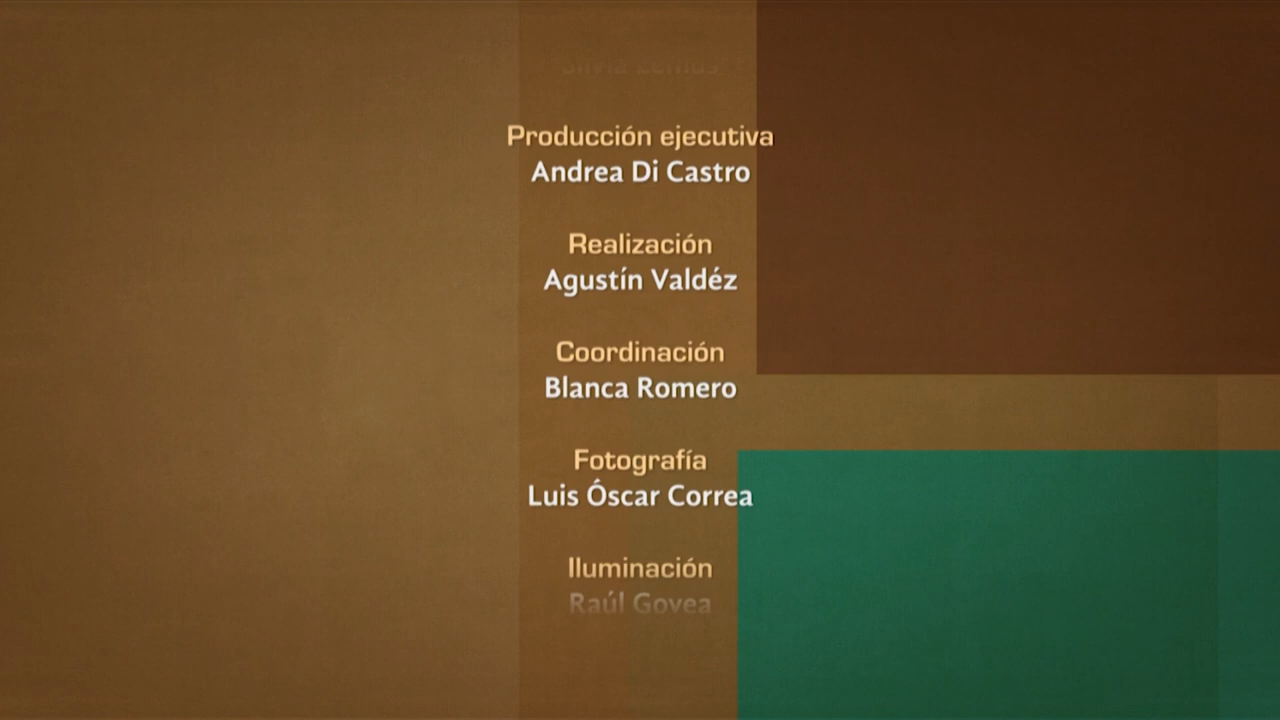 Producción ejecutiva
Andrea Di Castro
Realización
Agustín Valdéz
Coordinación
Blanca Romero
Fotografía
Luis Óscar Correa
Iluminación
Raúl Govea